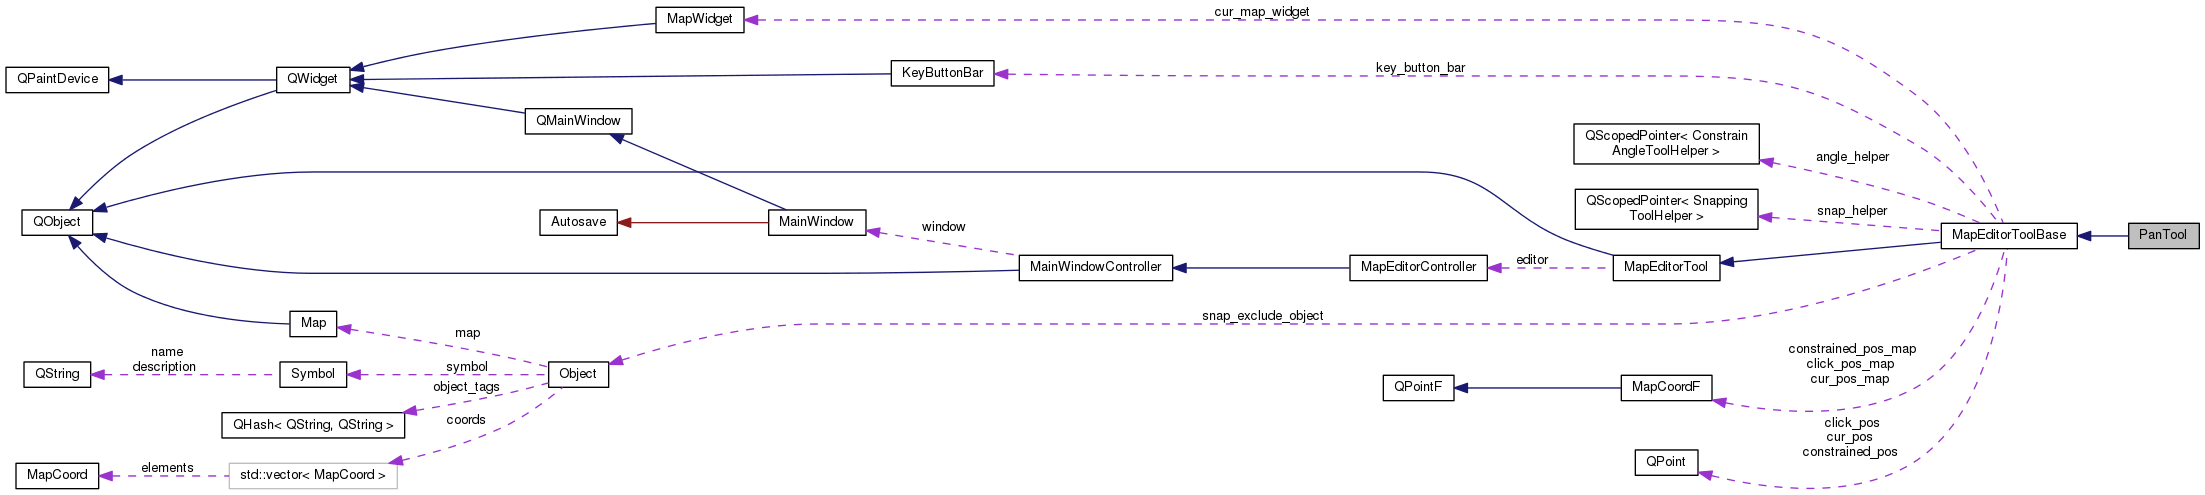 MapWidget
cur_map_widget
QPaintDevice
QWidget
KeyButtonBar
key_button_bar
QMainWindow
QScopedPointer< Constrain
AngleToolHelper >
angle_helper
QScopedPointer< Snapping
ToolHelper >
snap_helper
QObject
Autosave
MainWindow
window
MapEditorToolBase
PanTool
MainWindowController
MapEditorController
editor
MapEditorTool
Map
map
snap_exclude_object
QString
name
description
Symbol
symbol
Object
object_tags
QHash< QString, QString >
coords
constrained_pos_map
click_pos_map
cur_pos_map
QPointF
MapCoordF
click_pos
cur_pos
constrained_pos
QPoint
MapCoord
elements
std::vector< MapCoord >